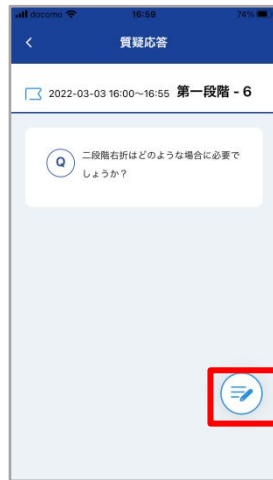 docomo 16:59 74%
質疑応答
2022-03-03 16:00~16:55 第一段階 - 6
Q 二段階右折はどのような場合に必要で
しょうか?